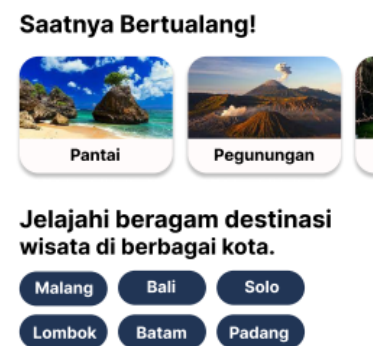 Saatnya Bertualang!
Pantai
Pegunungan
Jelajahi beragam destinasi
wisata di berbagai kota.
Malang
Bali
Solo
Lombok
Batam
Padang